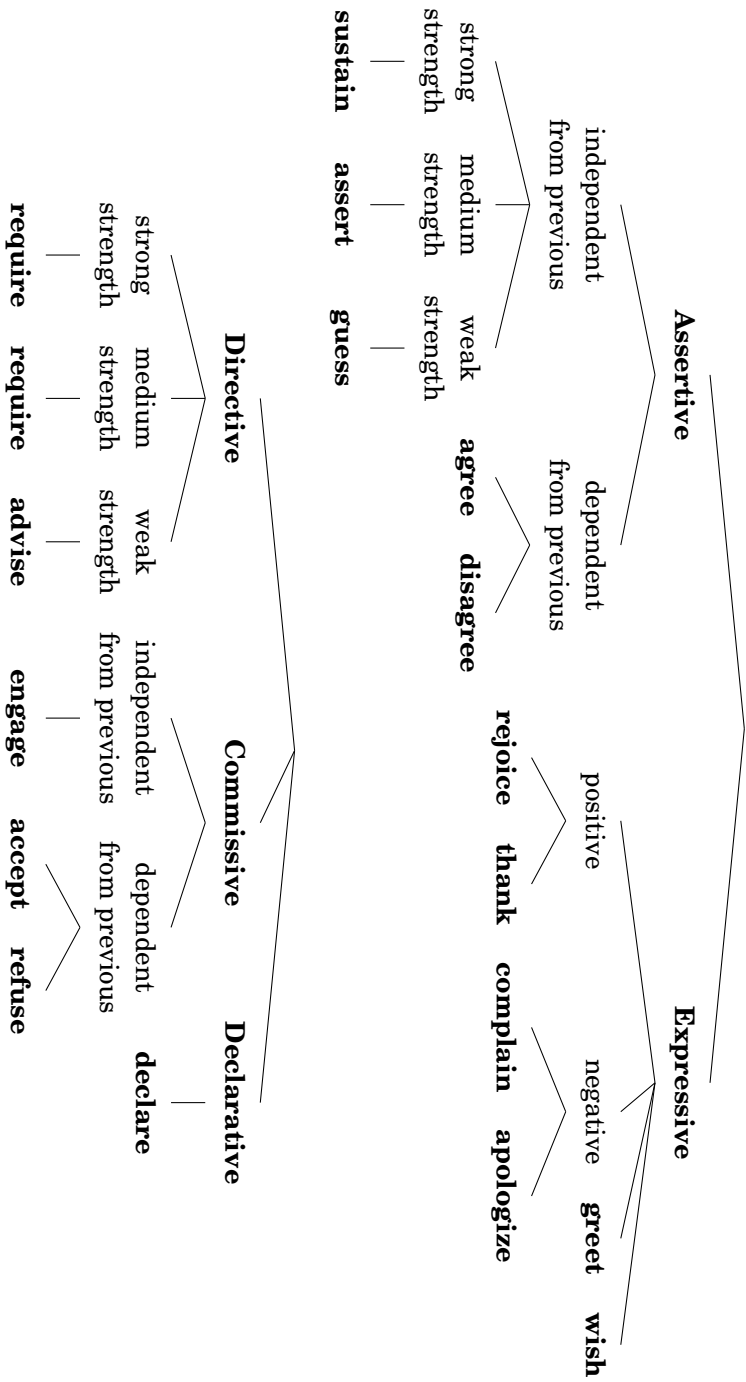 Assertive
Expressive
independent
from previous
dependent
from previous
positive
negative
greet
wish
strong
strength
medium
strength
weak
strength
agree
disagree
rejoice
thank
complain
apologize
sustain
assert
guess
Directive
Commissive
Declarative
strong
strength
medium
strength
weak
strength
independent
from previous
dependent
from previous
declare
require
require
advise
engage
accept
refuse